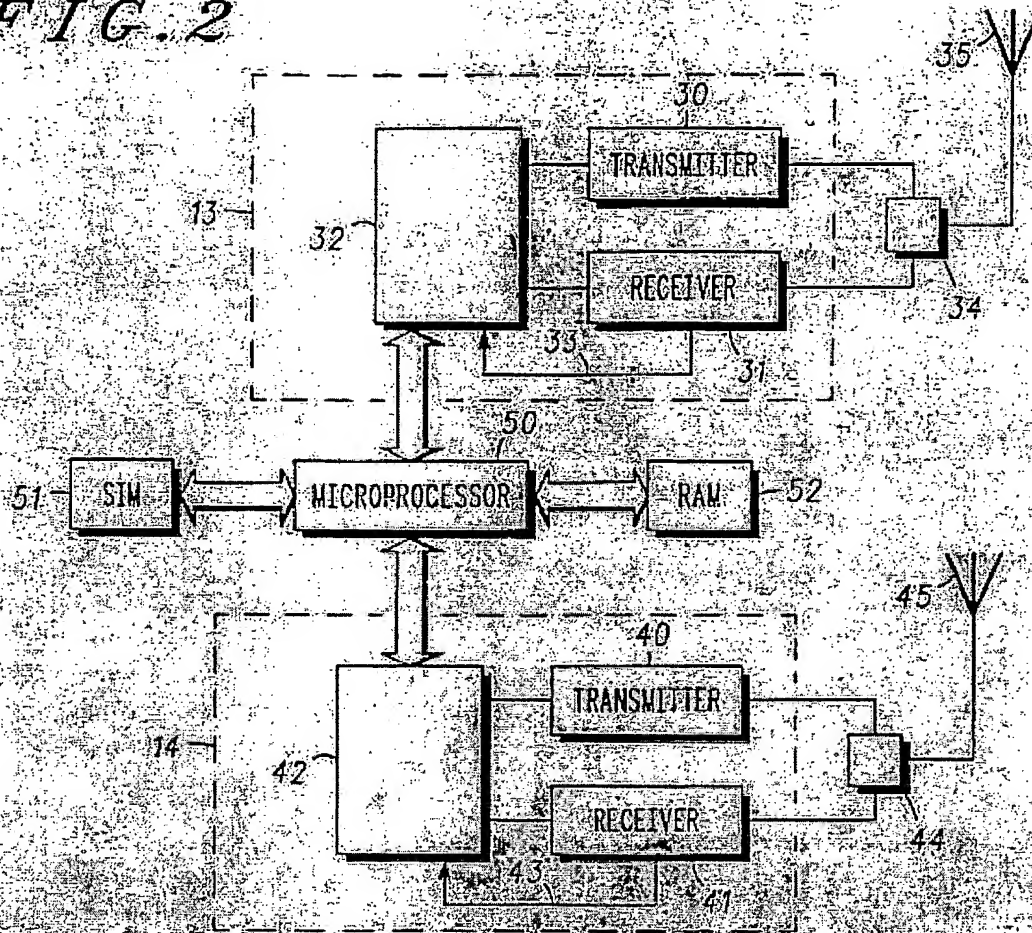 FIG.2
35
30
TRANSMITTER
13
32
RECEIVER
34
33
31
50
51
SIM
MICROPROCESSOR
RAM
52
45
40
TRANSMITTER
14
42
RECEIVER
44
43
41